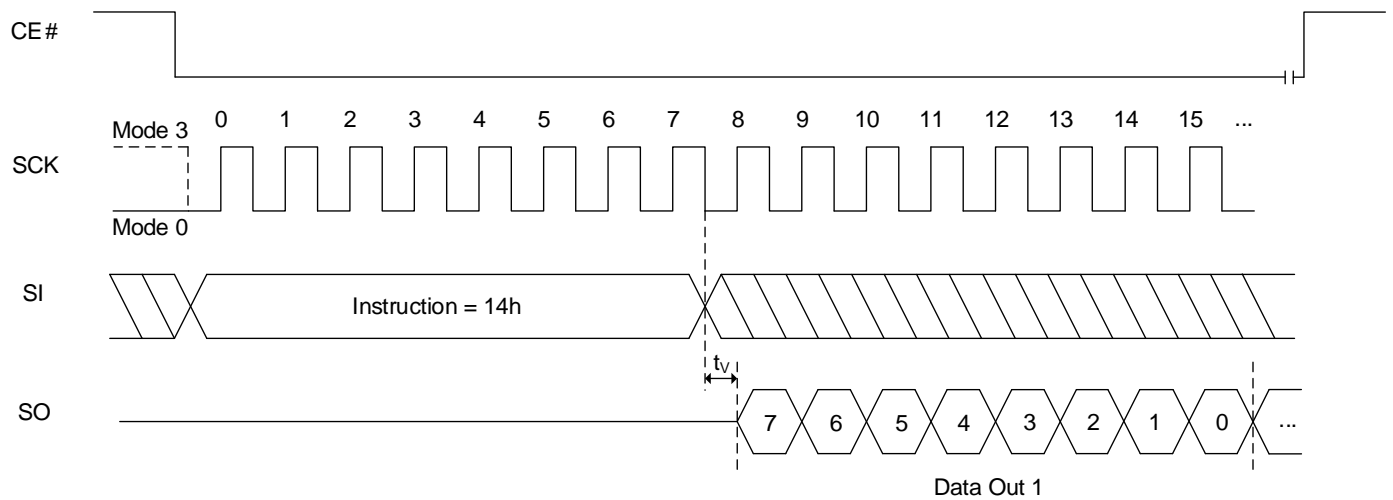 CE#
Mode 3
0 1 2 3 4 5 6 7 8 9 10 11 12 13 14 15 ...
SCK
Mode 0
SI
Instruction = 14h
tV
SO
7 6 5 4 3 2 1 0 ...
Data Out 1